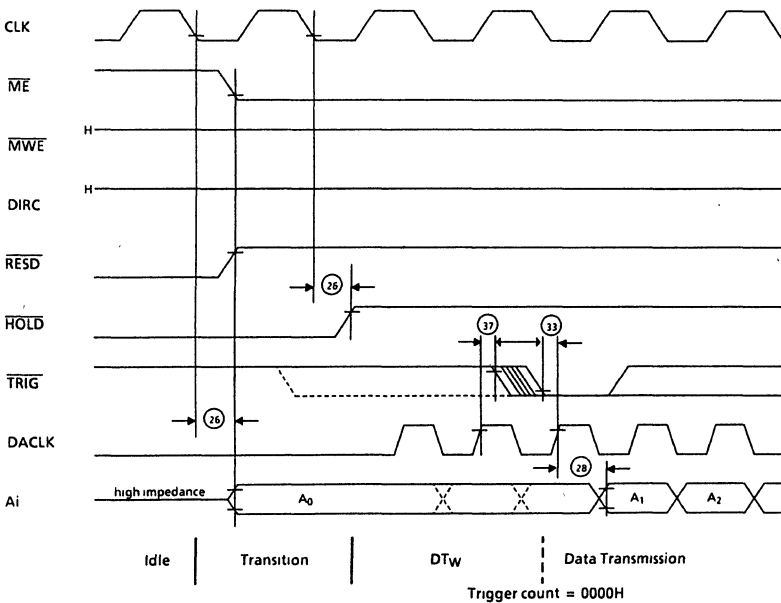 CLK
ME
H
MWE
H
DIRC
RESD
26
HOLD
37
33
TRIG
26
DACLK
28
Ai
high impedance
A0
A1
A2
Idle
Transition
DTW
Data Transmission
Trigger count = 0000H